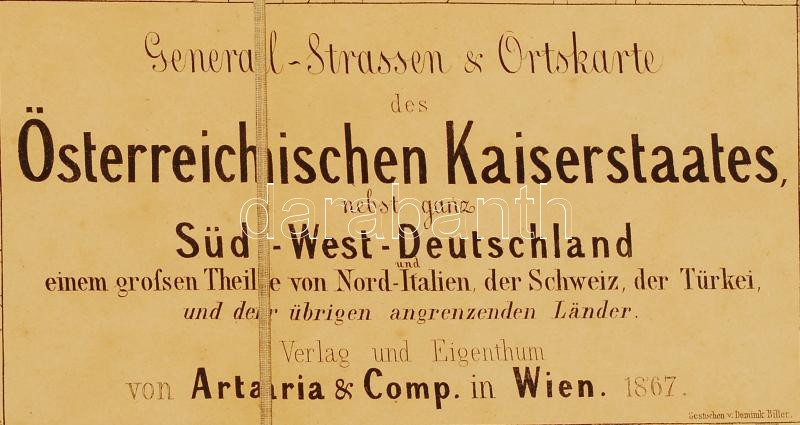 General-Strassen & Ortskarte
des
Österreichischen Kaiserstaates,
nebst ganz
Süd-West-Deutschland
und
einem grofsen Theile von Nord-Italien, der Schweiz, der Türkei,
und der übrigen angrenzenden Länder.
Verlag und Eigenthum
von Artaria & Comp. in Wien. 1867.
Gestochen v. Dominik Biller.
darabanth